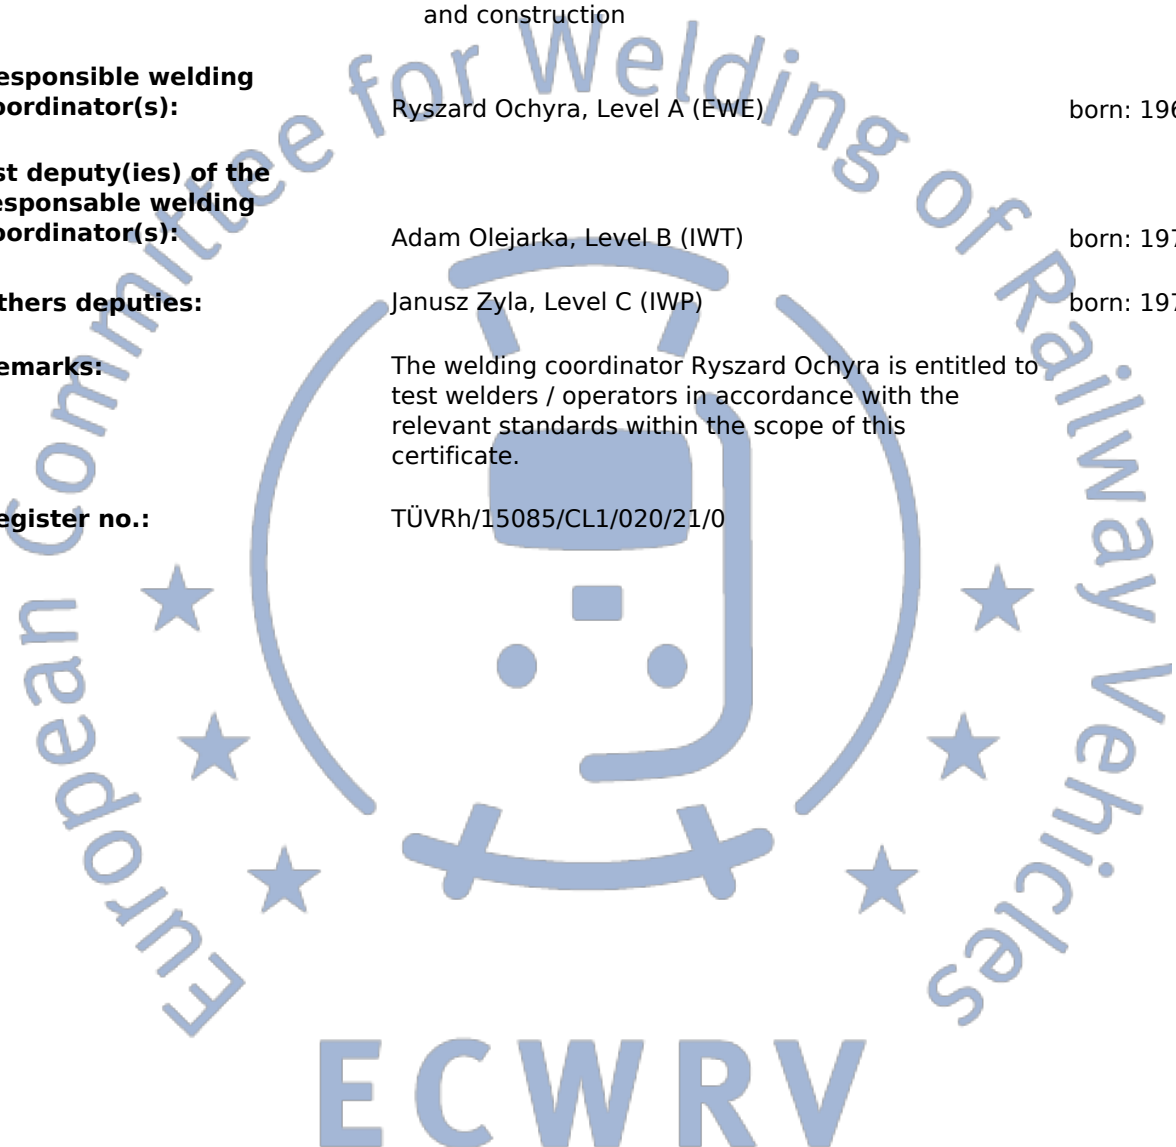 and construction
esponsible welding
oordinator(s):
Ryszard Ochyra, Level A (EWE)
born: 196
st deputy(ies) of the
esponsable welding
oordinator(s):
Adam Olejarka, Level B (IWT)
born: 197
thers deputies:
Janusz Zyla, Level C (IWP)
born: 197
emarks:
The welding coordinator Ryszard Ochyra is entitled to
test welders / operators in accordance with the
relevant standards within the scope of this
certificate.
egister no.:
TÜVRh/15085/CL1/020/21/0
European Committee for Welding of Railway Vehicles
ECWRV